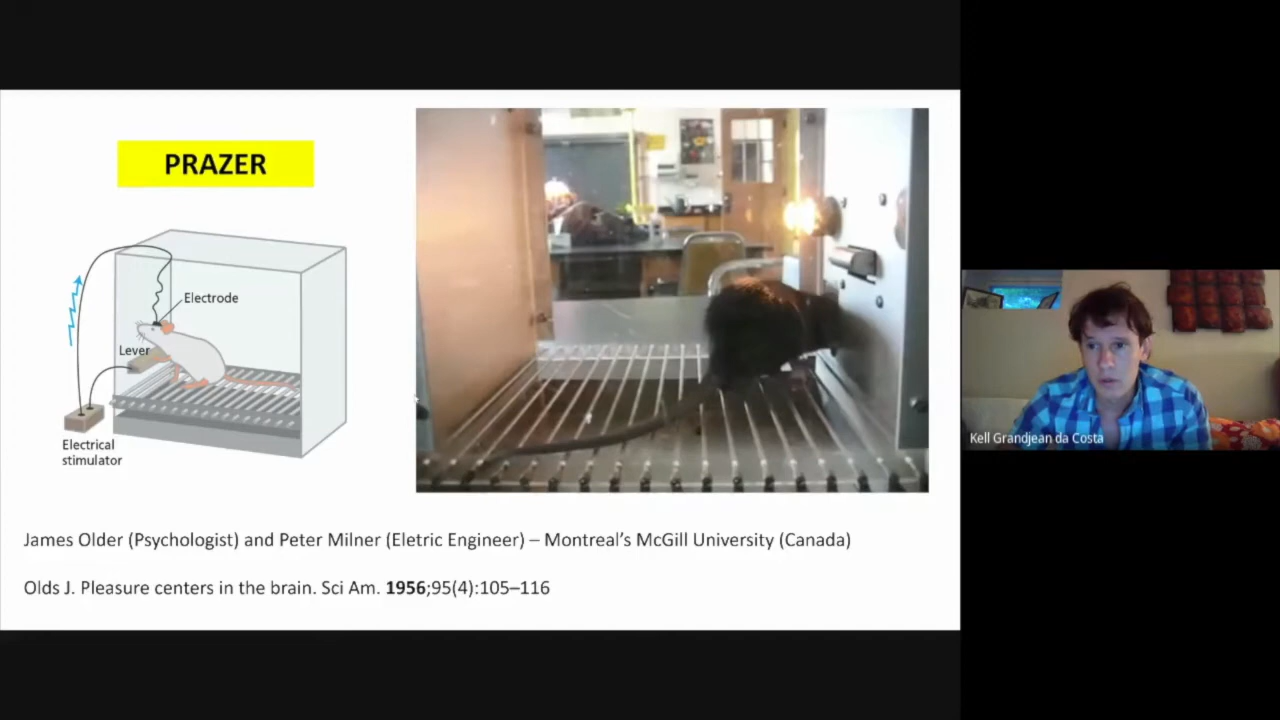 PRAZER
Electrode
Lever
Electrical
stimulator
James Older (Psychologist) and Peter Milner (Eletric Engineer) – Montreal's McGill University (Canada)
Olds J. Pleasure centers in the brain. Sci Am. 1956;95(4):105–116
Kell Grandjean da Costa